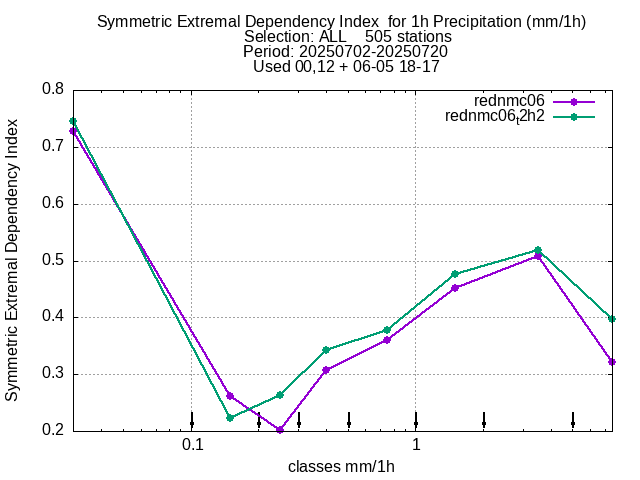 Symmetric Extremal Dependency Index  for 1h Precipitation (mm/1h)
Selection: ALL    505 stations
Period: 20250702-20250720
Used 00,12 + 06-05 18-17
rednmc06
rednmc06,2h2
0.8
0.7
0.6
0.5
0.4
0.3
0.2
0.1
1
Symmetric Extremal Dependency Index
classes mm/1h